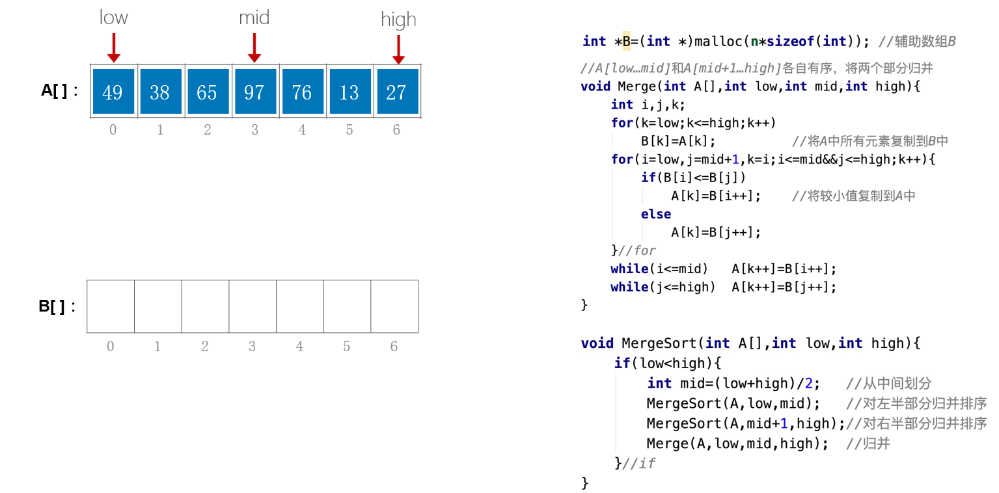 low mid high
A[ ] :
49 38 65 97 76 13 27
0 1 2 3 4 5 6
B[ ] :
0 1 2 3 4 5 6
int *B=(int *)malloc(n*sizeof(int)); //辅助数组B
//A[low…mid]和A[mid+1…high]各自有序，将两个部分归并
void Merge(int A[],int low,int mid,int high){
    int i,j,k;
    for(k=low;k<=high;k++)
        B[k]=A[k];          //将A中所有元素复制到B中
    for(i=low,j=mid+1,k=i;i<=mid&&j<=high;k++){
        if(B[i]<=B[j])
            A[k]=B[i++];    //将较小值复制到A中
        else
            A[k]=B[j++];
    }//for
    while(i<=mid)   A[k++]=B[i++];
    while(j<=high)  A[k++]=B[j++];
}
void MergeSort(int A[],int low,int high){
    if(low<high){
        int mid=(low+high)/2;   //从中间划分
        MergeSort(A,low,mid);   //对左半部分归并排序
        MergeSort(A,mid+1,high);//对右半部分归并排序
        Merge(A,low,mid,high);  //归并
    }//if
}